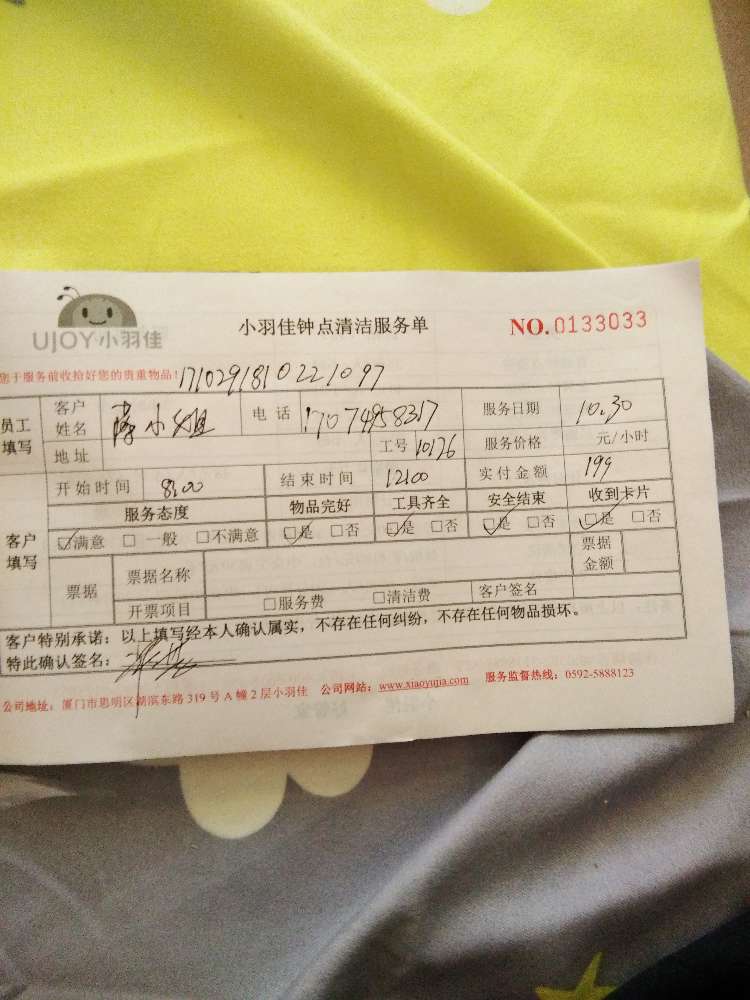 UJOY·小羽佳
小羽佳钟点清洁服务单
NO.0133033
您于服务前收拾好您的贵重物品！1710291810221097
员工填写 客户姓名 小姐 电话 17074958317 服务日期 10.30
地址 工号 10176 服务价格 元/小时
开始时间 8:00 结束时间 12:00 实付金额 199
客户填写 服务态度 物品完好 工具齐全 安全结束 收到卡片
☑满意 □一般 □不满意 ☑是 □否 ☑是 □否 ☑是 □否 ☑是 □否
票据 票据名称 票据金额
开票项目 □服务费 □清洁费 客户签名
客户特别承诺：以上填写经本人确认属实，不存在任何纠纷，不存在任何物品损坏。
特此确认签名：
公司地址：厦门市思明区湖滨东路319号A幢2层小羽佳 公司网站：www.xiaoyujia.com 服务监督热线：0592-5888123